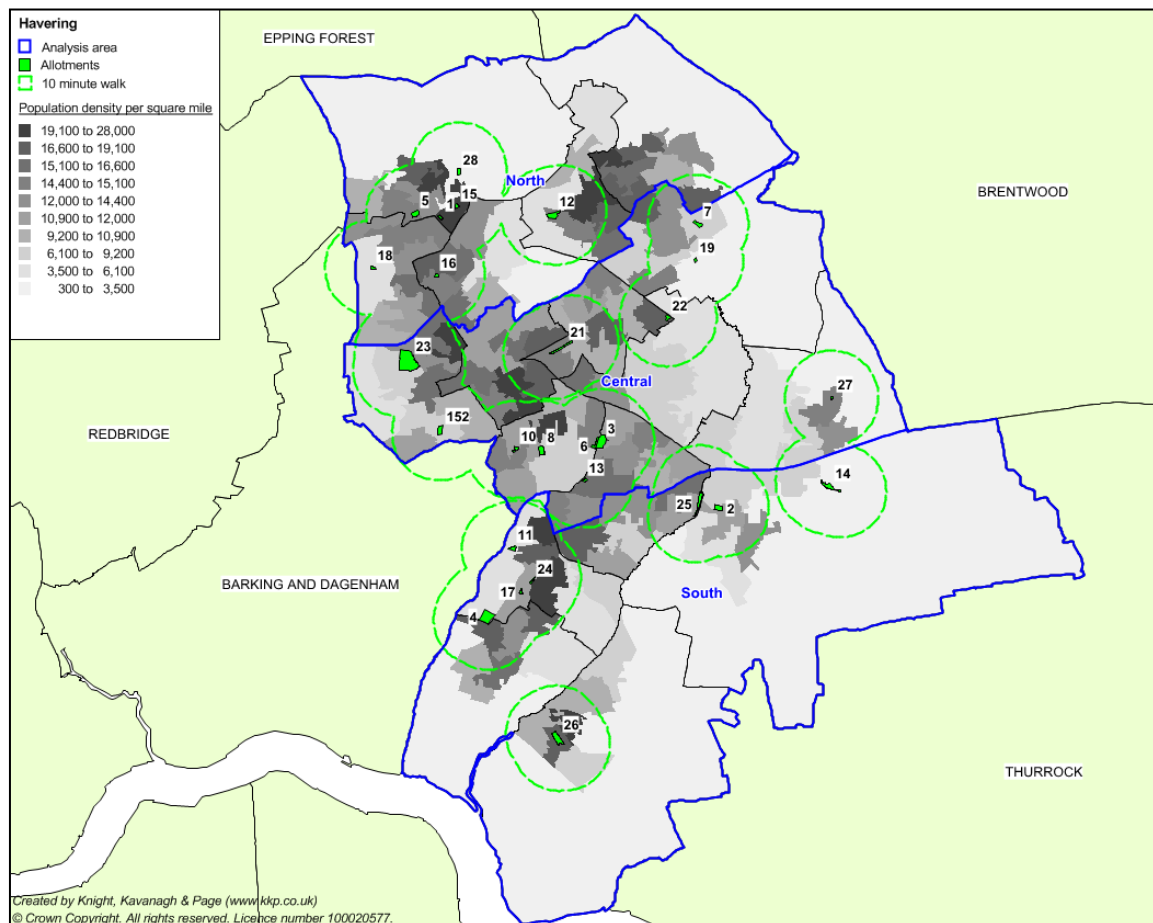 Havering
Analysis area
Allotments
10 minute walk
Population density per square mile
19,100 to 28,000
16,600 to 19,100
15,100 to 16,600
14,400 to 15,100
12,000 to 14,400
10,900 to 12,000
9,200 to 10,900
6,100 to 9,200
3,500 to 6,100
300 to 3,500
EPPING FOREST
28
North
BRENTWOOD
15
5
1
12
7
18
16
19
22
21
23
Central
27
REDBRIDGE
152
10
8
6
3
13
14
25
2
11
BARKING AND DAGENHAM
24
17
South
4
26
THURROCK
Created by Knight, Kavanagh & Page (www.kkp.co.uk)
© Crown Copyright. All rights reserved. Licence number 100020577.